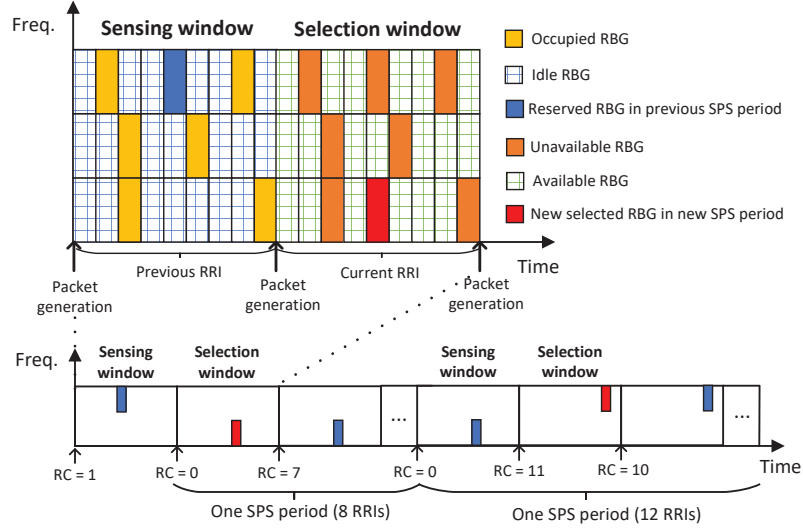 Freq.
Sensing window
Selection window
Occupied RBG
Idle RBG
Reserved RBG in previous SPS period
Unavailable RBG
Available RBG
New selected RBG in new SPS period
Previous RRI
Current RRI
Time
Packet
generation
Packet
generation
Packet
generation
Freq.
Sensing
window
Selection
window
Sensing
window
Selection
window
...
...
RC = 1
RC = 0
RC = 7
RC = 0
RC = 11
RC = 10
Time
One SPS period (8 RRIs)
One SPS period (12 RRIs)